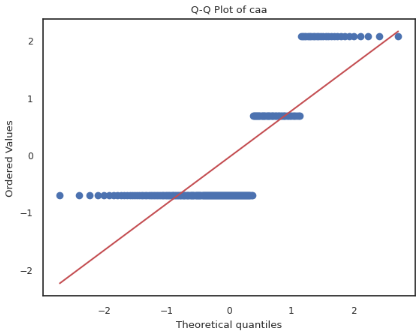 Q-Q Plot of caa
Ordered Values
2
1
0
−1
−2
−2 −1 0 1 2
Theoretical quantiles